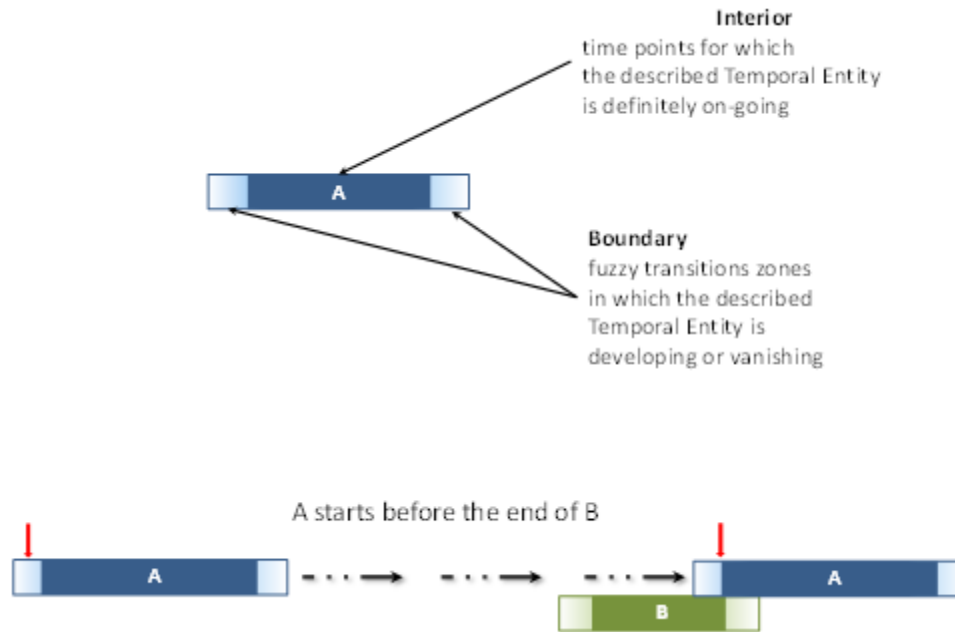 Interior
time points for which
the described Temporal Entity
is definitely on-going
A
Boundary
fuzzy transitions zones
in which the described
Temporal Entity is
developing or vanishing
A starts before the end of B
A
A
B